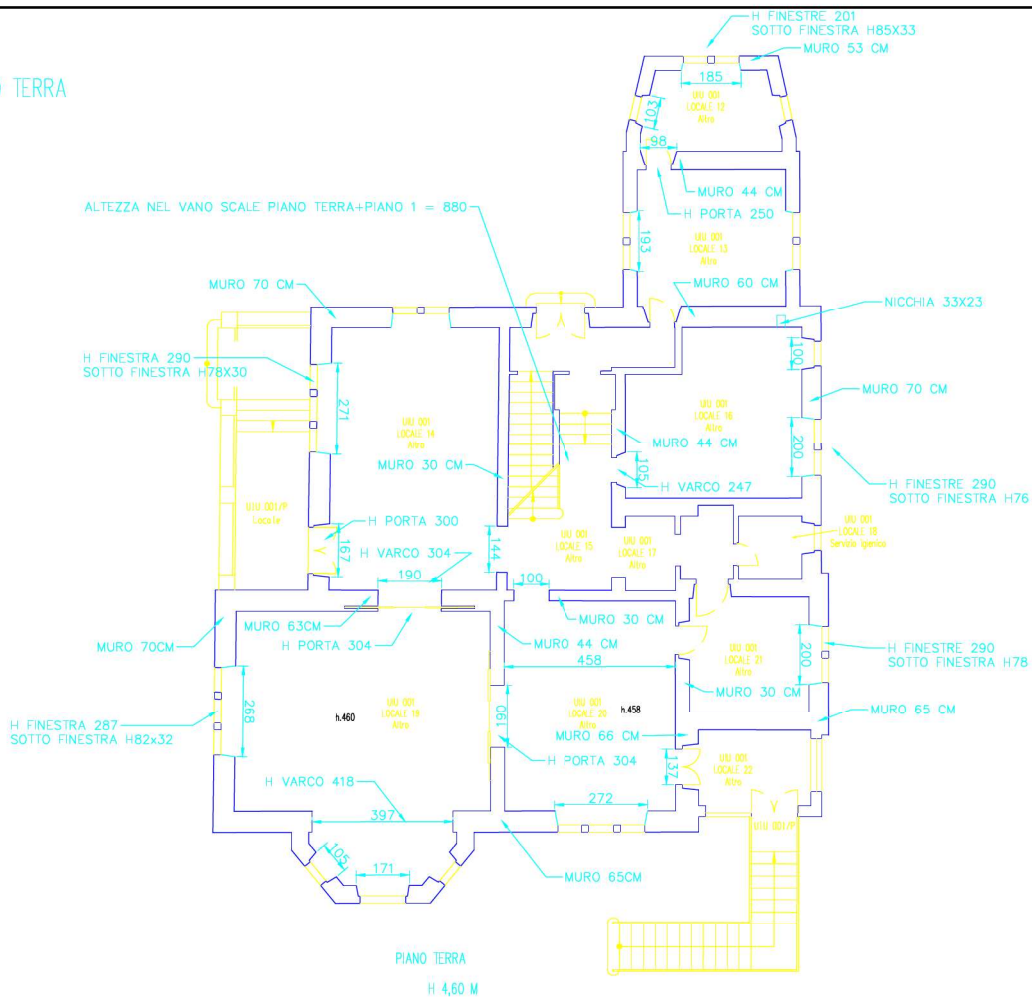 H FINESTRE 201
SOTTO FINESTRA H85X33
MURO 53 CM
TERRA
185
UIU 001
LOCALE 12
Altro
103
98
MURO 44 CM
H PORTA 250
ALTEZZA NEL VANO SCALE PIANO TERRA+PIANO 1 = 880
193
UIU 001
LOCALE 13
Altro
MURO 60 CM
MURO 70 CM
NICCHIA 33X23
H FINESTRA 290
SOTTO FINESTRA H78X30
100
271
MURO 70 CM
UIU 001
LOCALE 14
Altro
UIU 001
LOCALE 16
Altro
MURO 44 CM
200
MURO 30 CM
105
H VARCO 247
H FINESTRE 290
SOTTO FINESTRA H76
UIU 001/P
Locale
H PORTA 300
167
H VARCO 304
144
UIU 001
LOCALE 15
Altro
UIU 001
LOCALE 17
Altro
UIU 001
LOCALE 18
Servizio igienico
190
100
MURO 63CM
MURO 30 CM
MURO 70CM
H PORTA 304
MURO 44 CM
458
UIU 001
LOCALE 21
Altro
200
H FINESTRE 290
SOTTO FINESTRA H78
MURO 30 CM
268
h.460
UIU 001
LOCALE 19
Altro
190
UIU 001
LOCALE 20
Altro
h.458
MURO 65 CM
H FINESTRA 287
SOTTO FINESTRA H82x32
MURO 66 CM
H PORTA 304
137
UIU 001
LOCALE 22
Altro
H VARCO 418
397
272
UIU 001/P
105
171
MURO 65CM
PIANO TERRA
H 4,60 M